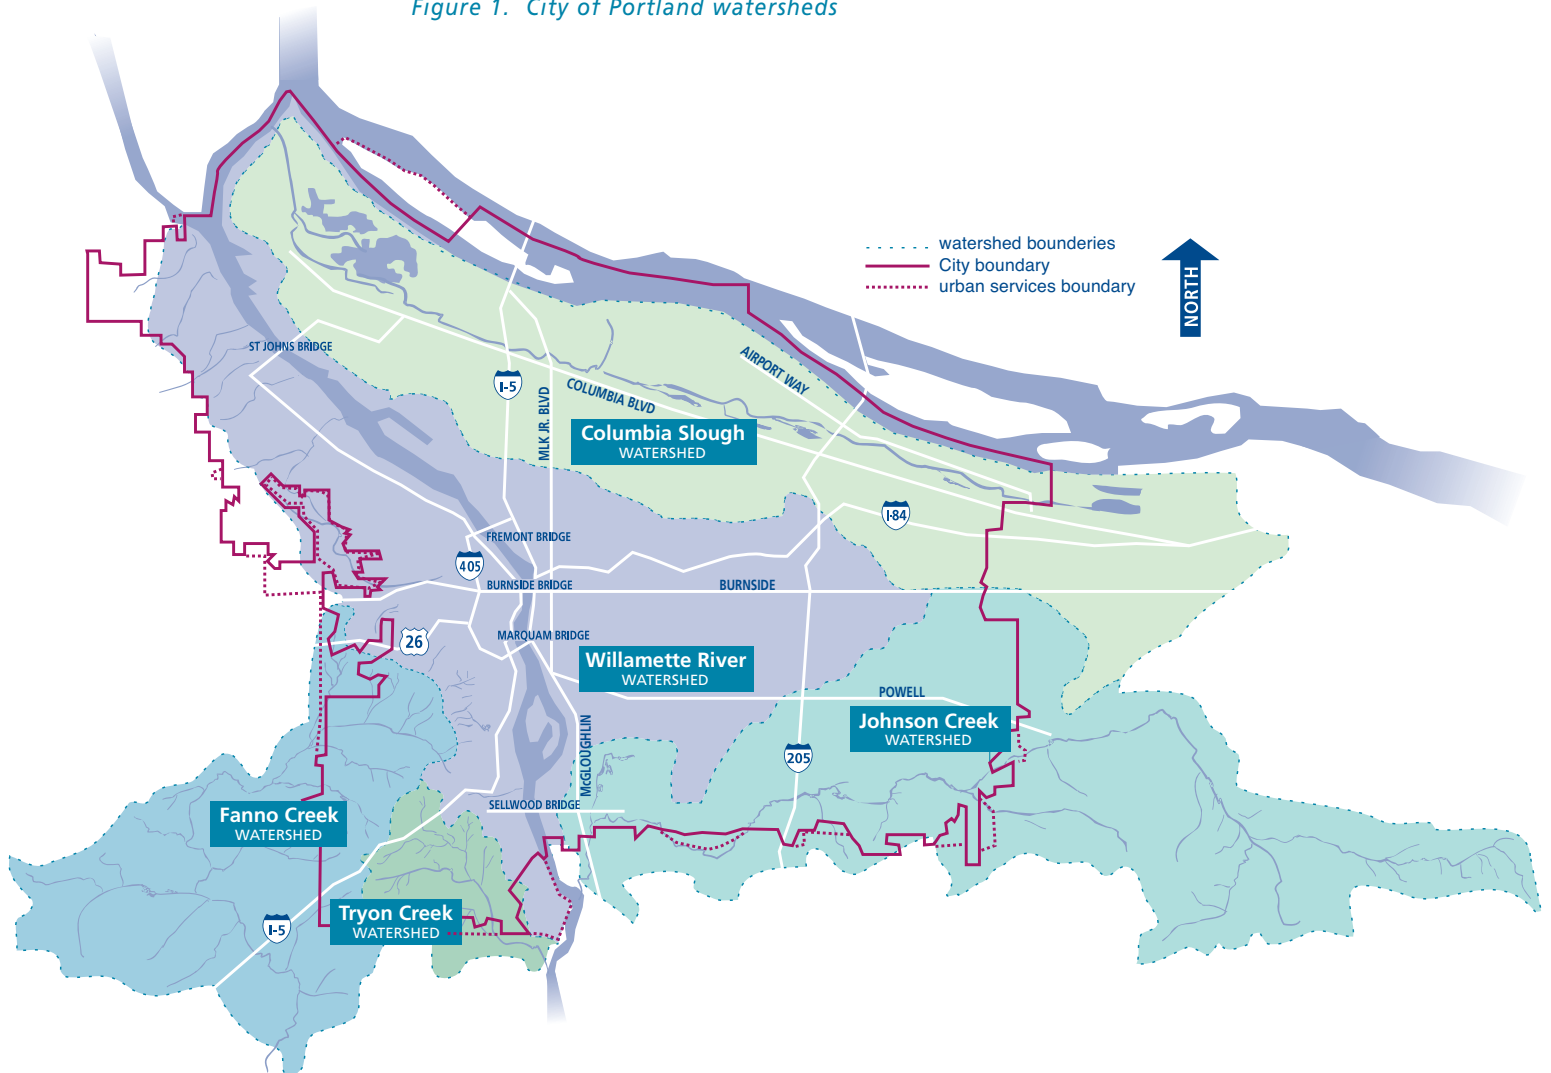 Figure 1. City of Portland watersheds
watershed bounderies
City boundary
urban services boundary
NORTH
ST JOHNS BRIDGE
I-5
MLK JR. BLVD
COLUMBIA BLVD
AIRPORT WAY
Columbia Slough
WATERSHED
I-84
FREMONT BRIDGE
405
BURNSIDE BRIDGE
BURNSIDE
26
MARQUAM BRIDGE
Willamette River
WATERSHED
POWELL
Johnson Creek
WATERSHED
McGLOUGHLIN
205
SELLWOOD BRIDGE
Fanno Creek
WATERSHED
Tryon Creek
WATERSHED
I-5